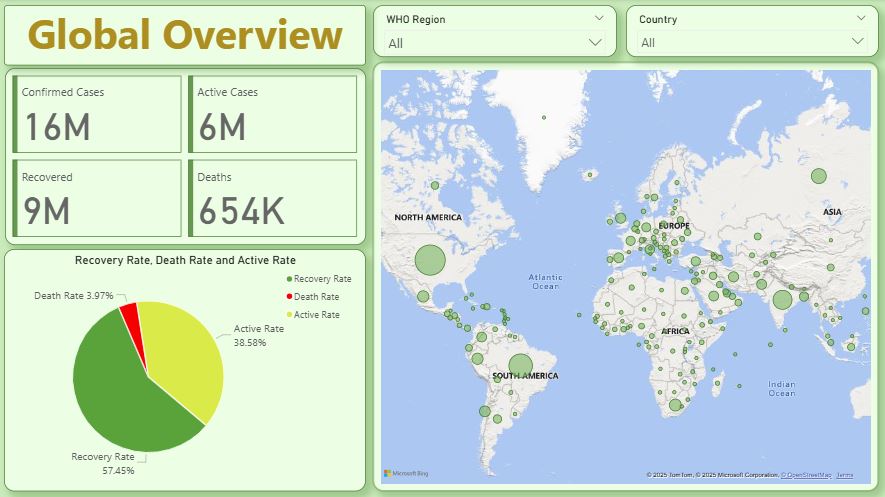 Global Overview
WHO Region
All
Country
All
Confirmed Cases
16M
Active Cases
6M
Recovered
9M
Deaths
654K
Recovery Rate, Death Rate and Active Rate
Recovery Rate
Death Rate
Active Rate
Death Rate 3.97%
Active Rate
38.58%
Recovery Rate
57.45%
NORTH AMERICA
EUROPE
ASIA
Atlantic
Ocean
AFRICA
SOUTH AMERICA
Indian
Ocean
Microsoft Bing
© 2025 TomTom, © 2025 Microsoft Corporation, © OpenStreetMap Terms